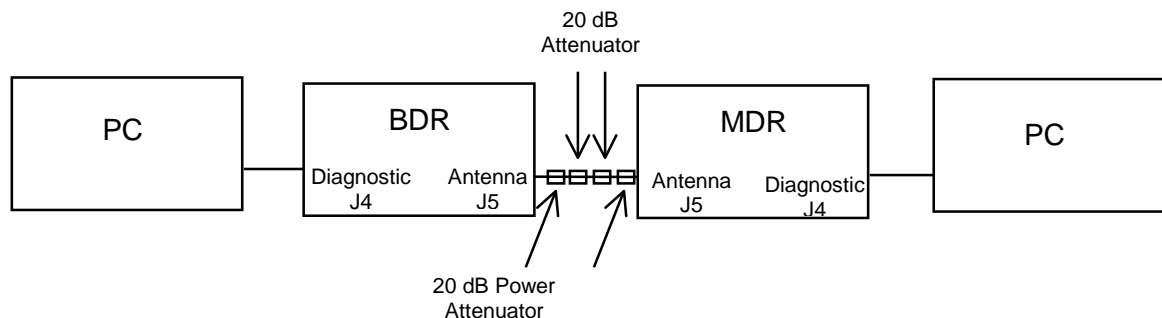 20 dB
Attenuator
PC
BDR
MDR
PC
Diagnostic
J4
Antenna
J5
Antenna
J5
Diagnostic
J4
20 dB Power
Attenuator